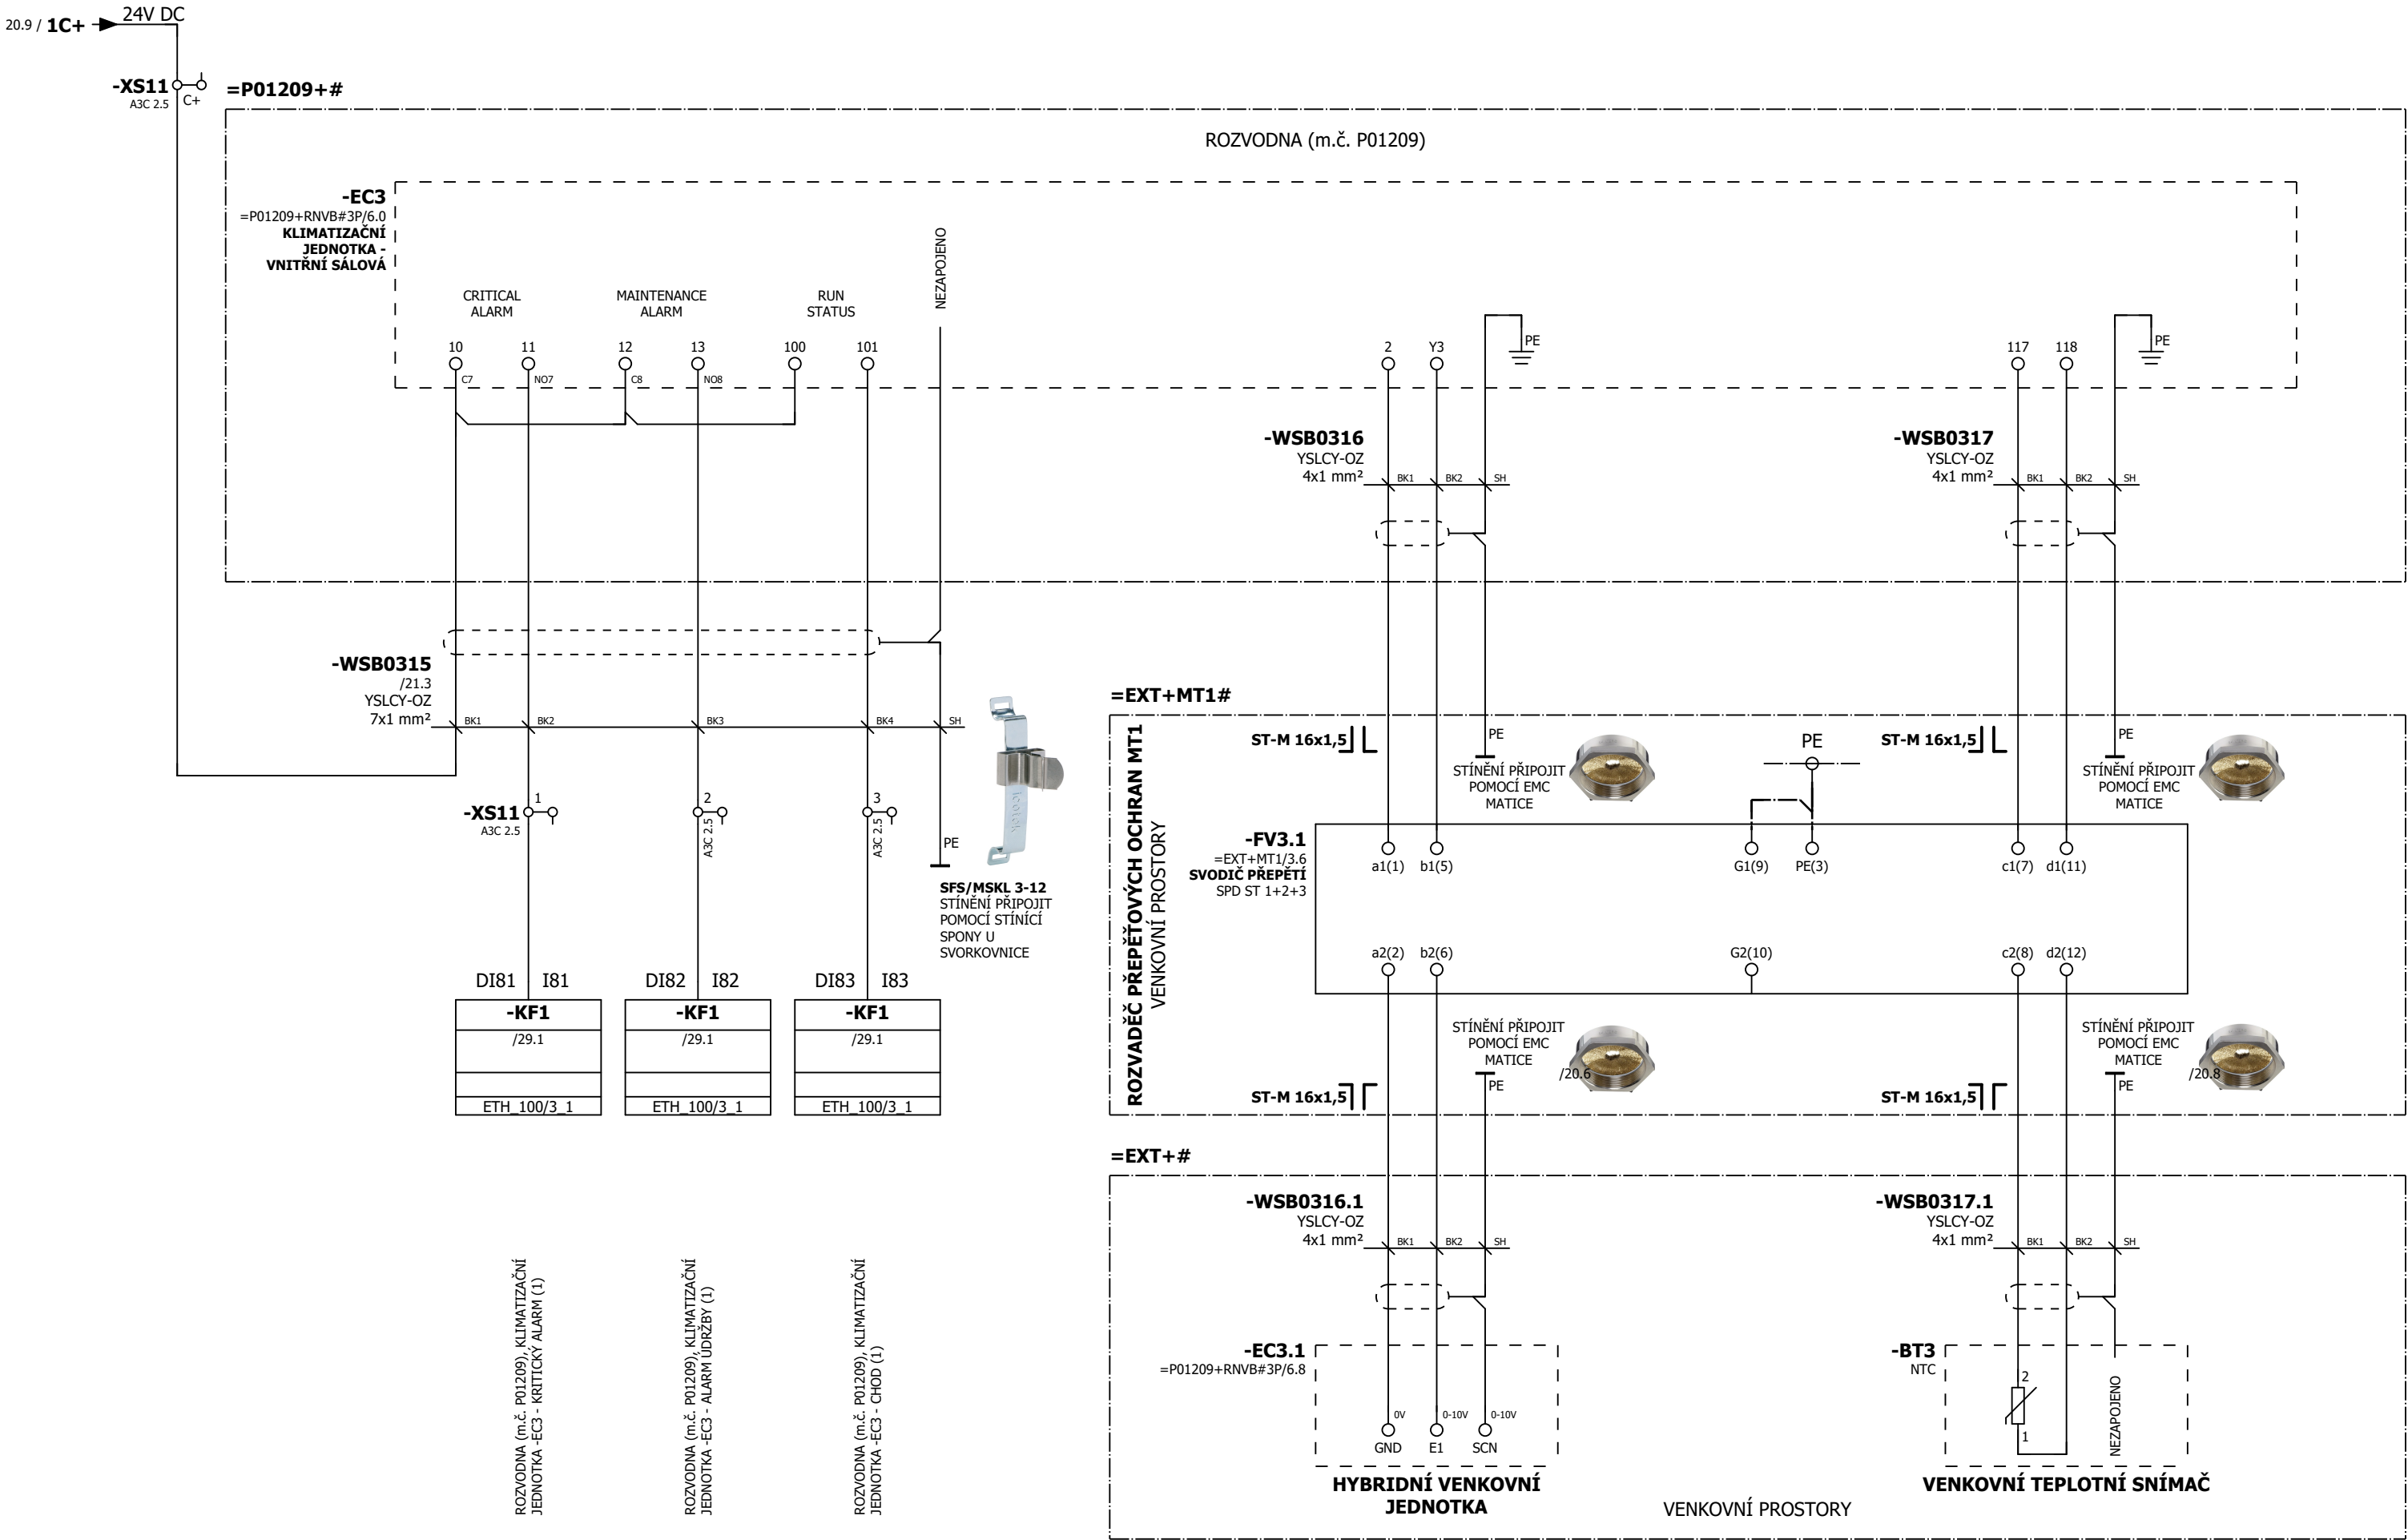 24V DC
20.9 / 1C+
-XS11
A3C 2.5
C+
=P01209+#
ROZVODNA (m.č. P01209)
-EC3
=P01209+RNVB#3P/6.0
KLIMATIZAČNÍ
JEDNOTKA -
VNITŘNÍ SÁLOVÁ
CRITICAL
ALARM
MAINTENANCE
ALARM
RUN
STATUS
NEZAPOJENO
10
11
12
13
100
101
C7
NO7
C8
NO8
2
Y3
PE
117
118
PE
-WSB0316
YSLCY-OZ
4x1 mm²
BK1
BK2
SH
-WSB0317
YSLCY-OZ
4x1 mm²
BK1
BK2
SH
-WSB0315
/21.3
YSLCY-OZ
7x1 mm²
BK1
BK2
BK3
BK4
SH
-XS11
A3C 2.5
1
2
A3C 2.5
3
A3C 2.5
PE
icotek
SFS/MSKL 3-12
STÍNĚNÍ PŘIPOJIT
POMOCÍ STÍNÍCÍ
SPONY U
SVORKOVNICE
DI81 I81
-KF1
/29.1
ETH_100/3_1
DI82 I82
-KF1
/29.1
ETH_100/3_1
DI83 I83
-KF1
/29.1
ETH_100/3_1
ROZVODNA (m.č. P01209), KLIMATIZAČNÍ
JEDNOTKA -EC3 - KRITICKÝ ALARM (1)
ROZVODNA (m.č. P01209), KLIMATIZAČNÍ
JEDNOTKA -EC3 - ALARM ÚDRŽBY (1)
ROZVODNA (m.č. P01209), KLIMATIZAČNÍ
JEDNOTKA -EC3 - CHOD (1)
=EXT+MT1#
ROZVADĚČ PŘEPĚŤOVÝCH OCHRAN MT1
VENKOVNÍ PROSTORY
ST-M 16x1,5
PE
STÍNĚNÍ PŘIPOJIT
POMOCÍ EMC
MATICE
PE
ST-M 16x1,5
PE
STÍNĚNÍ PŘIPOJIT
POMOCÍ EMC
MATICE
-FV3.1
=EXT+MT1/3.6
SVODIČ PŘEPĚTÍ
SPD ST 1+2+3
a1(1)
b1(5)
G1(9)
PE(3)
c1(7)
d1(11)
a2(2)
b2(6)
G2(10)
c2(8)
d2(12)
STÍNĚNÍ PŘIPOJIT
POMOCÍ EMC
MATICE
/20.6
PE
ST-M 16x1,5
STÍNĚNÍ PŘIPOJIT
POMOCÍ EMC
MATICE
/20.8
PE
ST-M 16x1,5
=EXT+#
-WSB0316.1
YSLCY-OZ
4x1 mm²
BK1
BK2
SH
-WSB0317.1
YSLCY-OZ
4x1 mm²
BK1
BK2
SH
-EC3.1
=P01209+RNVB#3P/6.8
0V
0-10V
0-10V
GND
E1
SCN
HYBRIDNÍ VENKOVNÍ
JEDNOTKA
-BT3
NTC
2
1
NEZAPOJENO
VENKOVNÍ TEPLOTNÍ SNÍMAČ
VENKOVNÍ PROSTORY